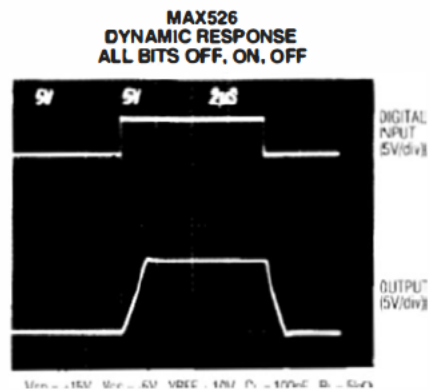 MAX526
DYNAMIC RESPONSE
ALL BITS OFF, ON, OFF
5V 5V 2µS
DIGITAL
INPUT
(5V/div)
OUTPUT
(5V/div)